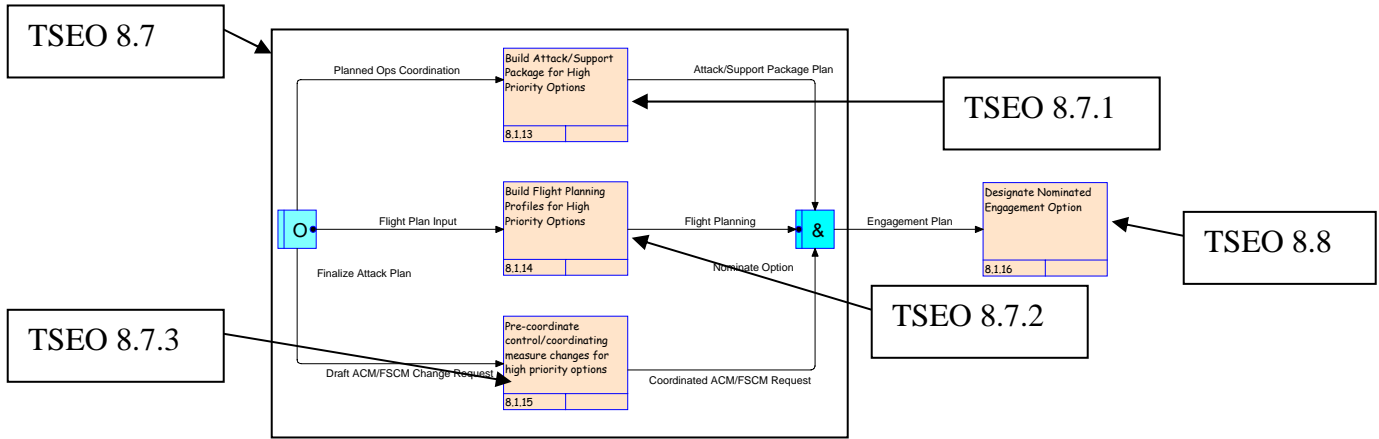 TSEO 8.7
Planned Ops Coordination
Build Attack/Support
Package for High
Priority Options
8.1.13
Attack/Support Package Plan
TSEO 8.7.1
O
Flight Plan Input
Build Flight Planning
Profiles for High
Priority Options
8.1.14
Flight Planning
&
Engagement Plan
Designate Nominated
Engagement Option
8.1.16
TSEO 8.8
Finalize Attack Plan
Nominate Option
TSEO 8.7.2
TSEO 8.7.3
Draft ACM/FSCM Change Request
Pre-coordinate
control/coordinating
measure changes for
high priority options
8.1.15
Coordinated ACM/FSCM Request